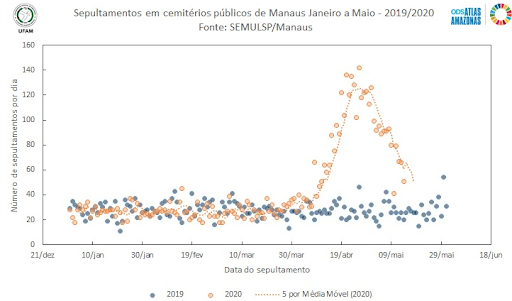 Sepultamentos em cemitérios públicos de Manaus Janeiro a Maio - 2019/2020
Fonte: SEMULSP/Manaus
UFAM
ODS ATLAS
AMAZONAS
160
140
120
100
80
60
40
20
0
Número de sepultamentos por dia
21/dez 10/jan 30/jan 19/fev 10/mar 30/mar 19/abr 09/mai 29/mai 18/jun
Data do sepultamento
2019 2020 5 por Média Móvel (2020)